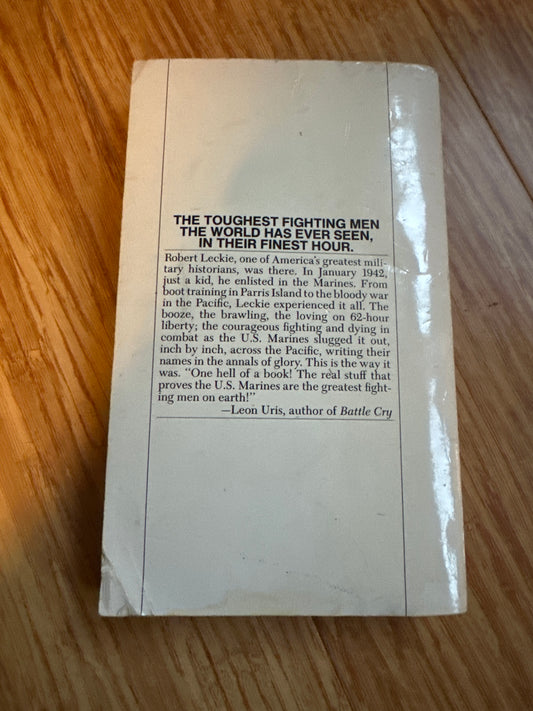 THE TOUGHEST FIGHTING MEN
THE WORLD HAS EVER SEEN,
IN THEIR FINEST HOUR.
Robert Leckie, one of America's greatest mili-
tary historians, was there. In January 1942,
just a kid, he enlisted in the Marines. From
boot training in Parris Island to the bloody war
in the Pacific, Leckie experienced it all. The
booze, the brawling, the loving on 62-hour
liberty; the courageous fighting and dying in
combat as the U.S. Marines slugged it out,
inch by inch, across the Pacific, writing their
names in the annals of glory. This is the way it
was. "One hell of a book! The real stuff that
proves the U.S. Marines are the greatest fight-
ing men on earth!"
—Leon Uris, author of Battle Cry